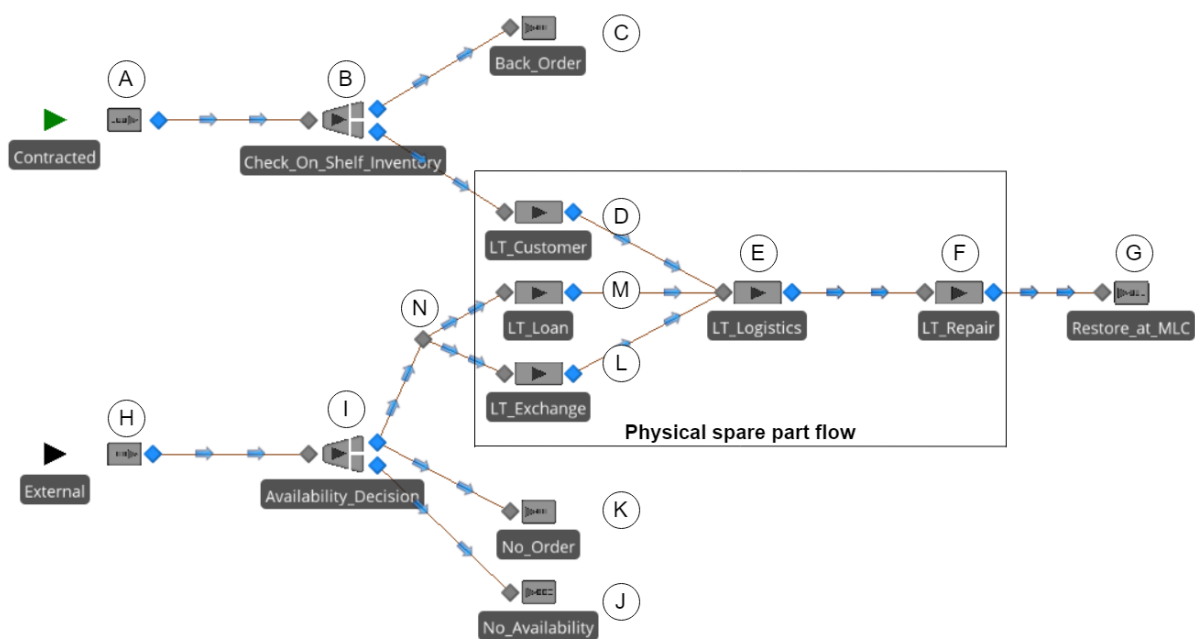 C
Back_Order
A
B
Contracted
Check_On_Shelf_Inventory
D
LT_Customer
E
F
G
M
N
LT_Loan
LT_Logistics
LT_Repair
Restore_at_MLC
L
LT_Exchange
H
I
Physical spare part flow
External
Availability_Decision
K
No_Order
J
No_Availability